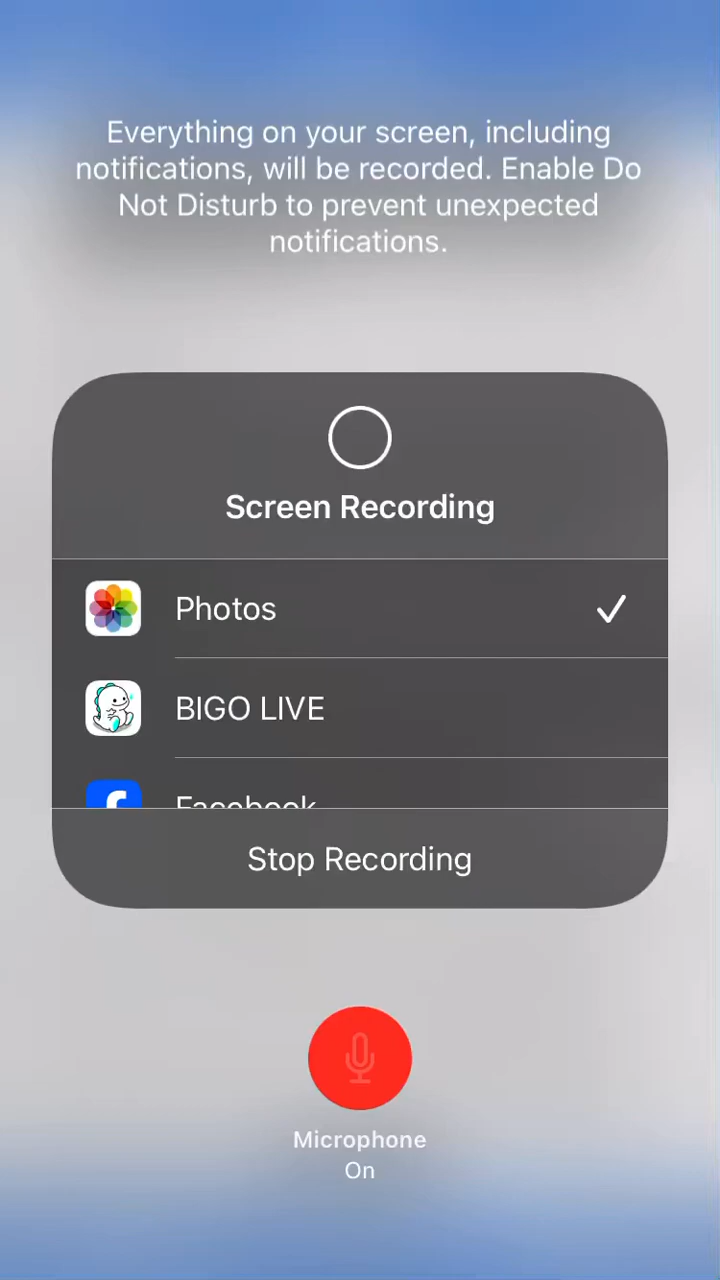 Everything on your screen, including
notifications, will be recorded. Enable Do
Not Disturb to prevent unexpected
notifications.
Screen Recording
Photos
BIGO LIVE
Facebook
Stop Recording
Microphone
On